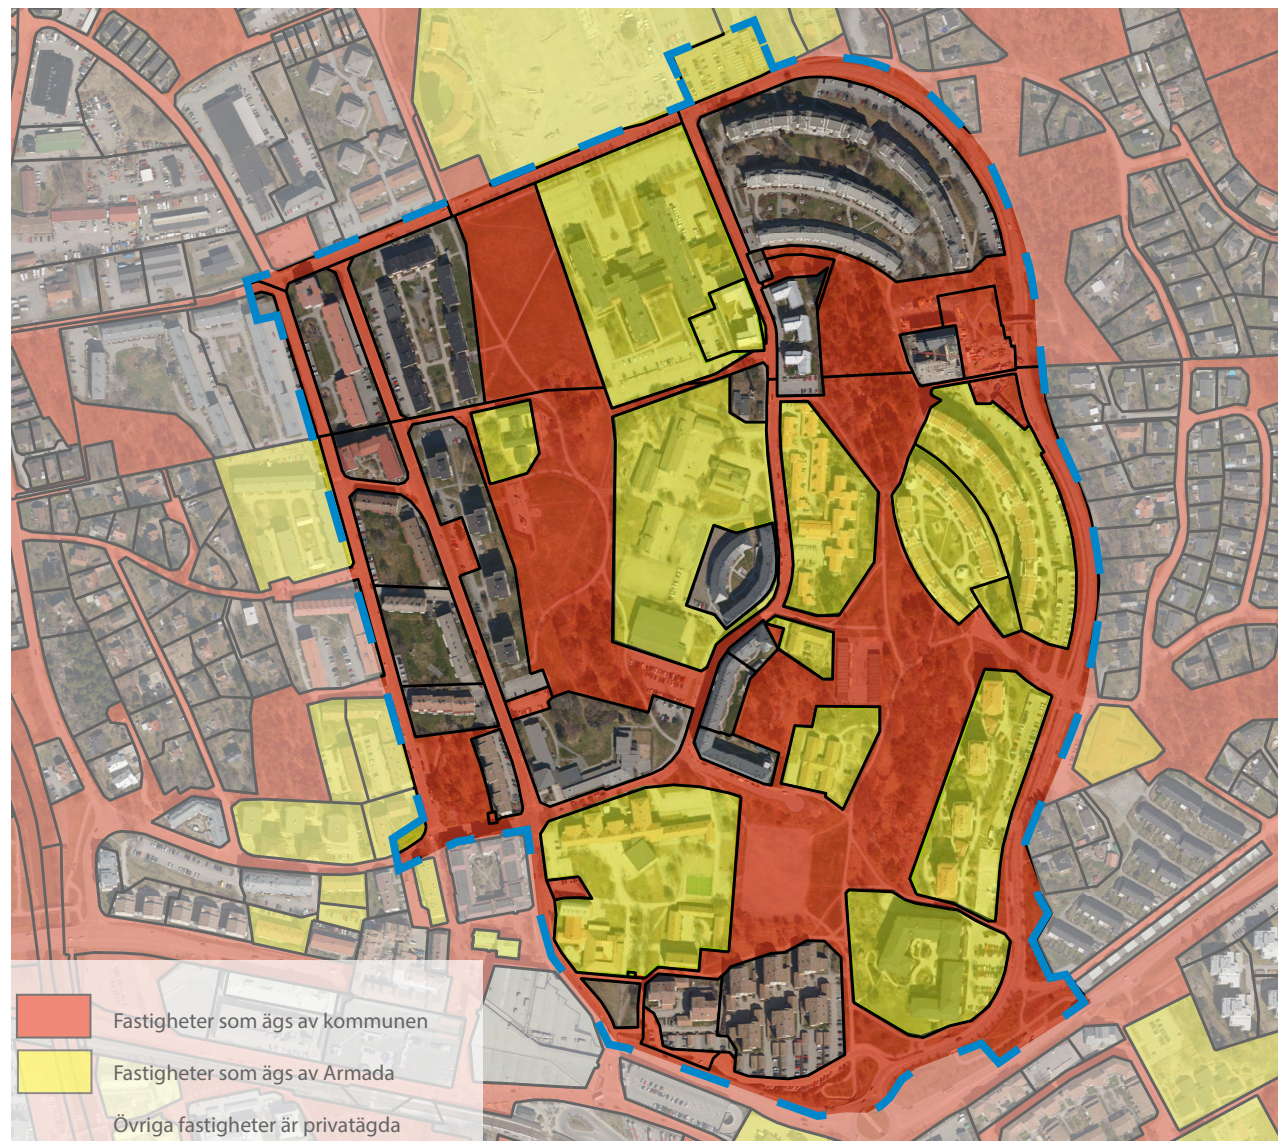 Fastigheter som ägs av kommunen
Fastigheter som ägs av Armada
Övriga fastigheter är privatägda